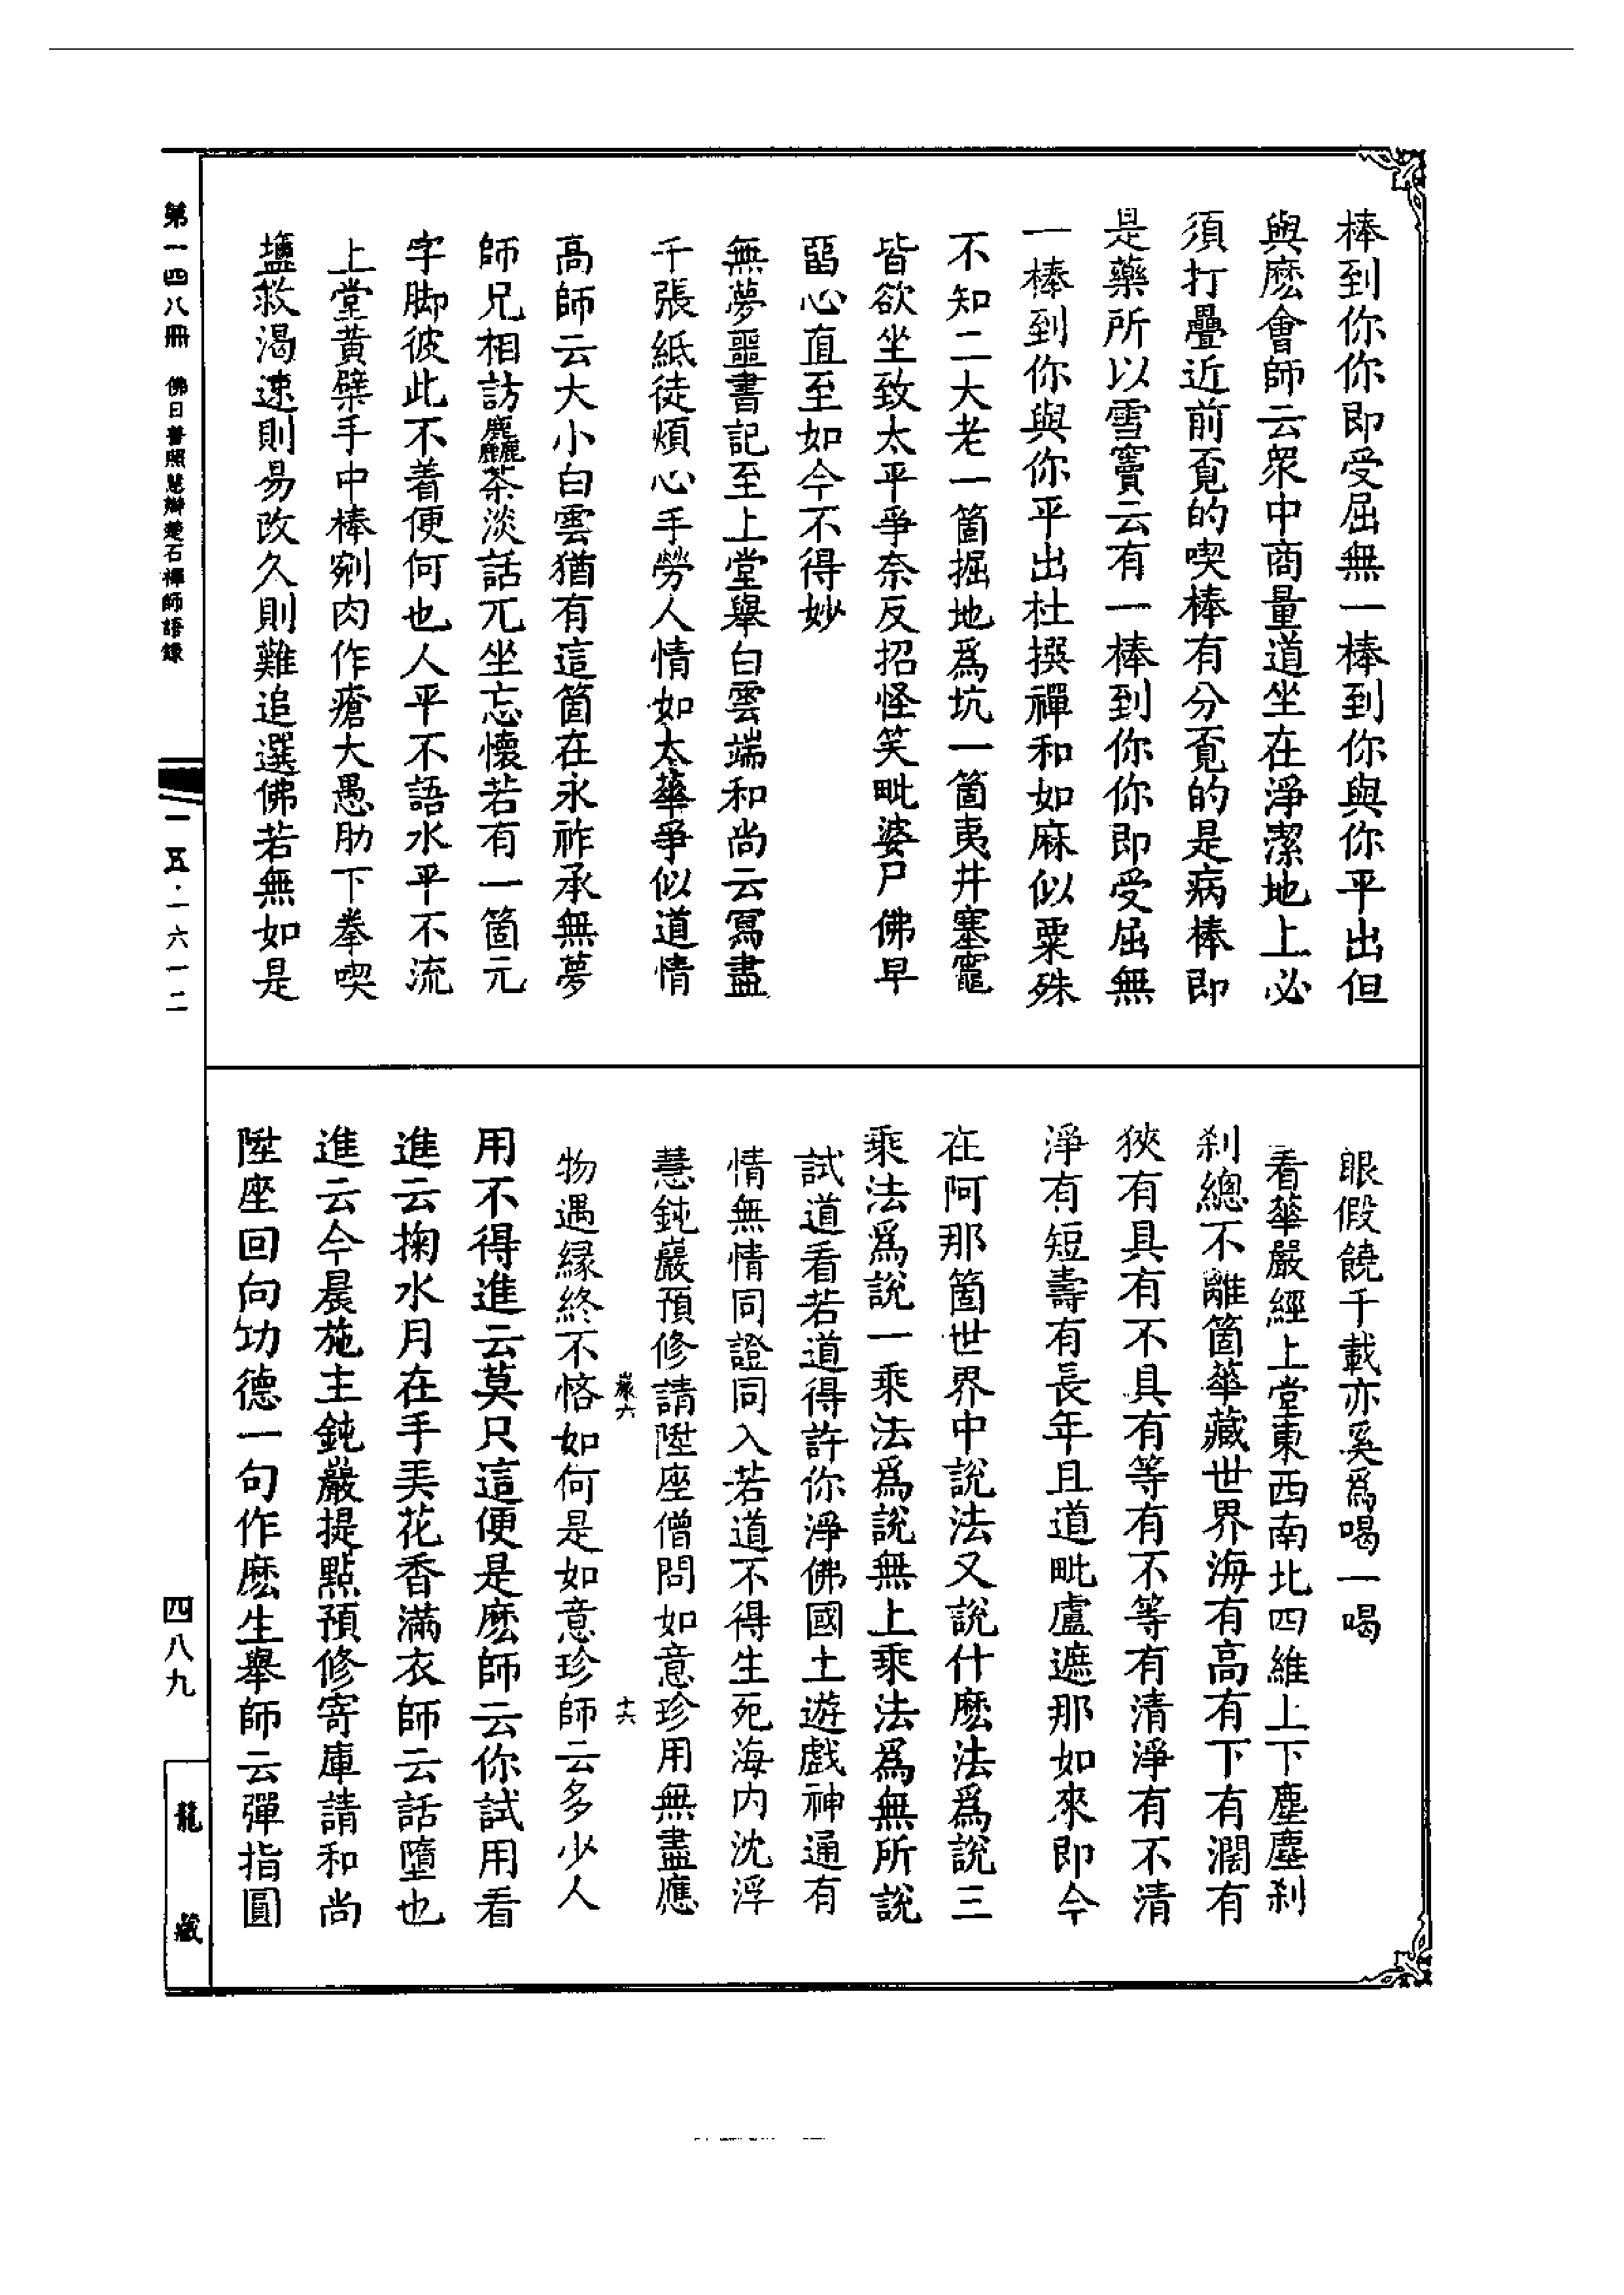 棒到你你即受屈無一棒到你與你平出但
與麽會師云衆中商量道坐在淨潔地上必
須打疊近前覔的喫棒有分覔的是病棒即
是藥所以雪竇云有一棒到你你即受屈無
一棒到你與你平出杜撰禪和如麻似粟殊
不知二大老一箇掘地爲坑一箇夷井塞竈
皆欲坐致太平爭奈反招怪笑毗婆尸佛早
畱心直至如今不得妙
無夢噩書記至上堂舉白雲端和尚云寫盡
千張紙徒煩心手勞人情如太華爭似道情
高師云大小白雲猶有這箇在永祚承無夢
師兄相訪麤茶淡話兀坐忘懷若有一箇元
字脚彼此不着便何也人平不語水平不流
上堂黃檗手中棒剜肉作瘡大愚肋下拳喫
鹽救渴速則易改久則難追選佛若無如是
眼假饒千載亦奚爲喝一喝
看華嚴經上堂東西南北四維上下塵塵刹
刹總不離箇華藏世界海有高有下有濶有
狹有具有不具有等有不等有清淨有不清
淨有短壽有長年且道毗盧遮那如來即今
在阿那箇世界中說法又說什麽法爲說三
乘法爲說一乘法爲說無上乘法爲無所說
試道看若道得許你淨佛國土遊戲神通有
情無情同證同入若道不得生死海內沈浮
慧鈍巖預修請陞座僧問如意珍用無盡應
巖六
十六
物遇緣終不悋如何是如意珍師云多少人
用不得進云莫只這便是麽師云你試用看
進云掬水月在手弄花香滿衣師云話墮也
進云今晨施主鈍巖提點預修寄庫請和尚
陞座回向功德一句作麽生舉師云彈指圓
第一四八冊
佛日普照慧辯楚石禪師語錄
一五·一六一二
四八九
龍藏